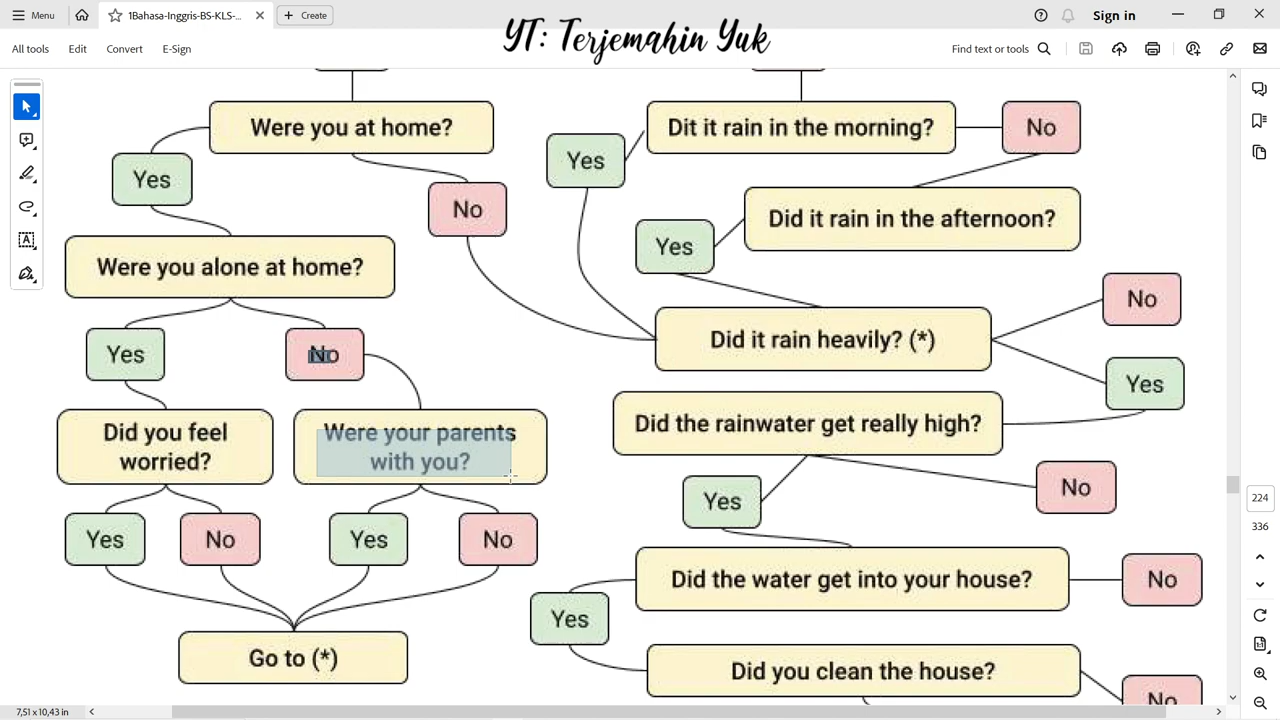 Menu
1Bahasa-Inggris-BS-KLS-...
Create
Sign in
All tools
Edit
Convert
E-Sign
YT: Terjemahin Yuk
Find text or tools
Were you at home?
Yes
No
Were you alone at home?
Yes
No
Did you feel
worried?
Were your parents
with you?
Yes
No
Yes
No
Go to (*)
Dit it rain in the morning?
No
Yes
Did it rain in the afternoon?
Yes
Did it rain heavily? (*)
No
Yes
Did the rainwater get really high?
Yes
No
Did the water get into your house?
No
Yes
Did you clean the house?
No
224
336
7,51 x 10,43 in